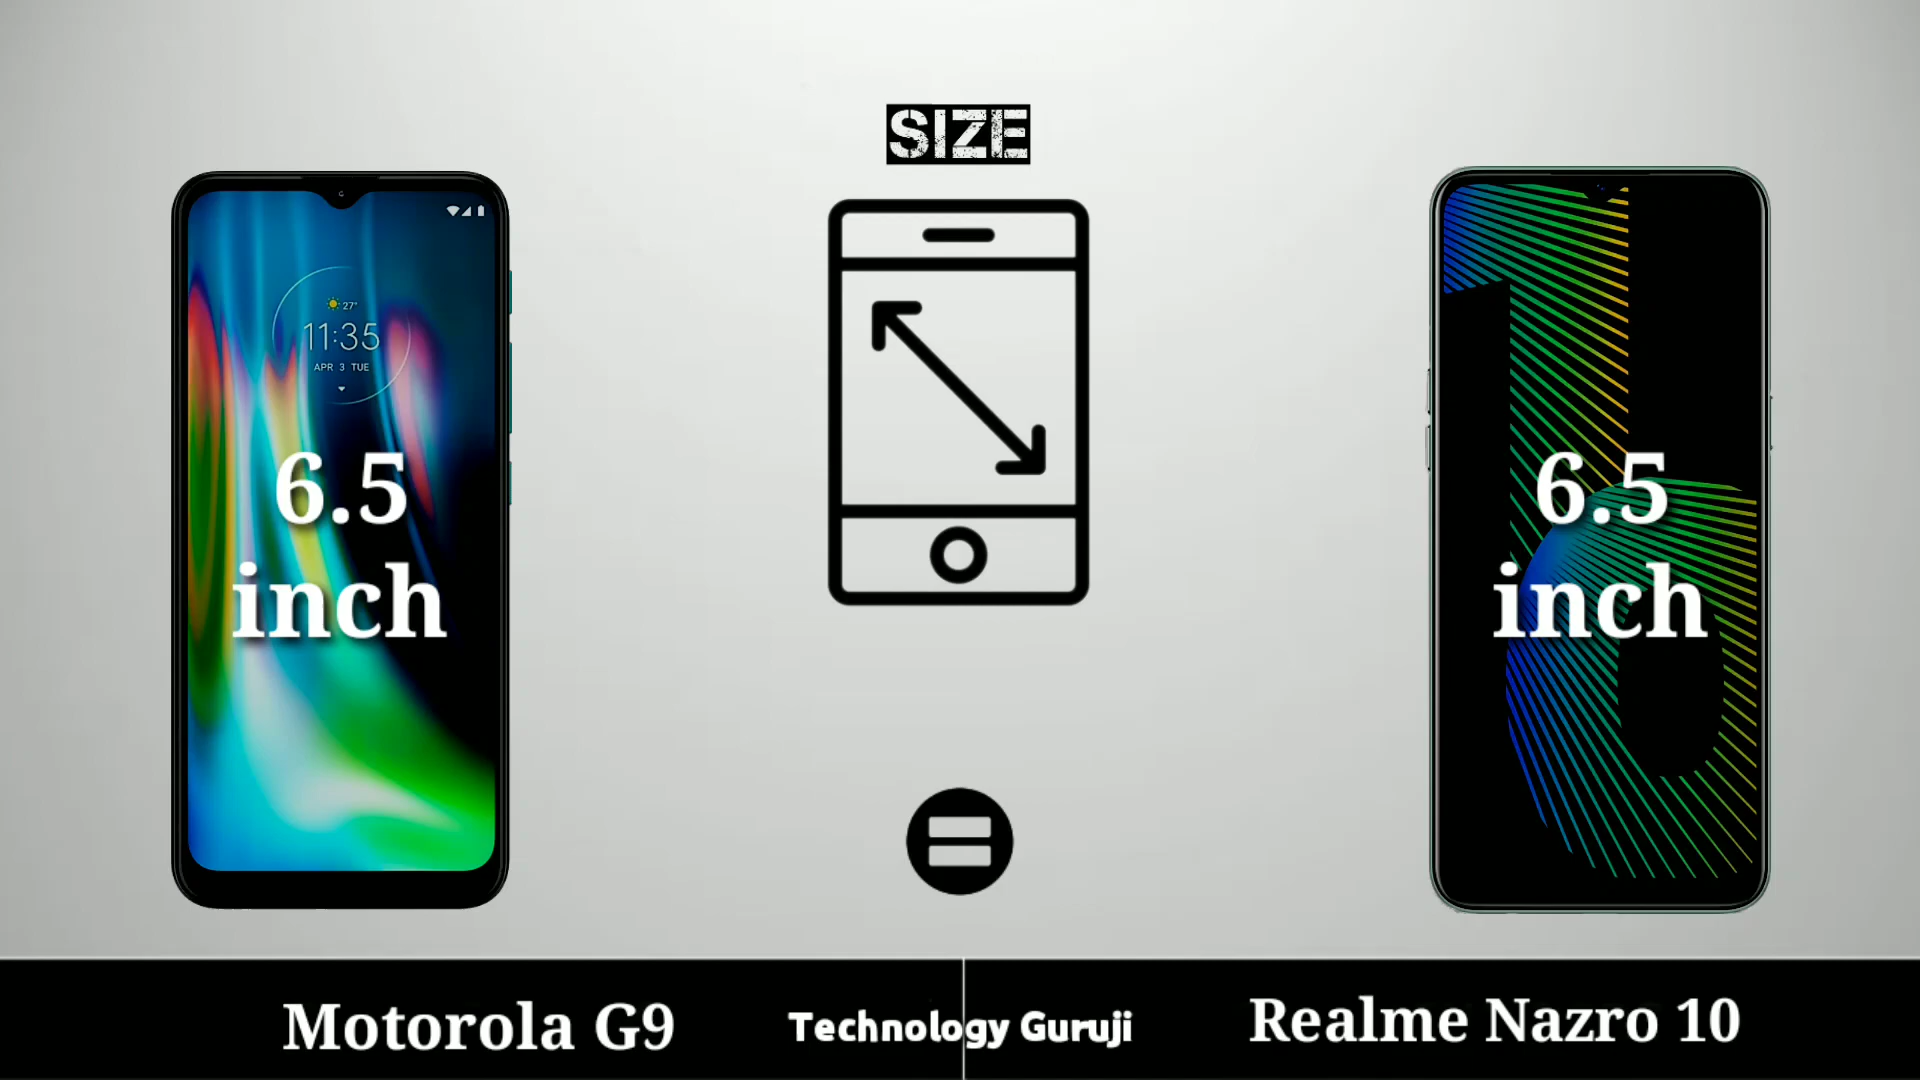 SIZE
27°
11:35
APR 3 TUE
6.5
inch
6.5
inch
Motorola G9
Technology Guruji
Realme Nazro 10